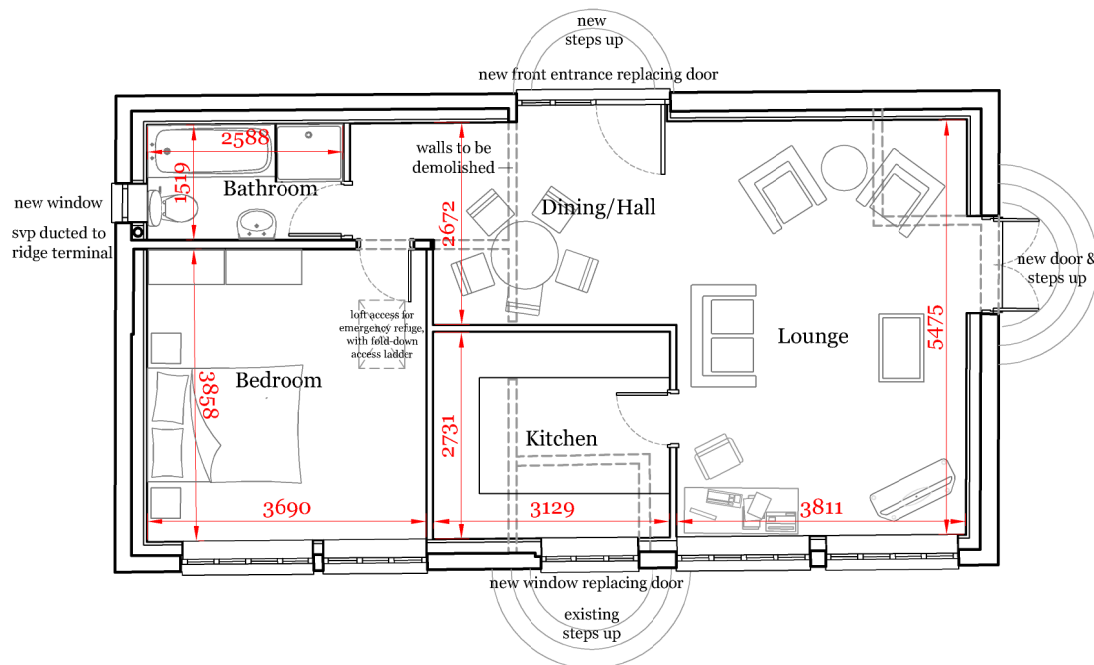 new
steps up
new front entrance replacing door
2588
1519
Bathroom
walls to be
demolished
2672
Dining/Hall
new window
svp ducted to
ridge terminal
new door &
steps up
loft access for
emergency refuge,
with fold-down
access ladder
Bedroom
3858
Lounge
5475
2731
Kitchen
3690
3129
3811
new window replacing door
existing
steps up